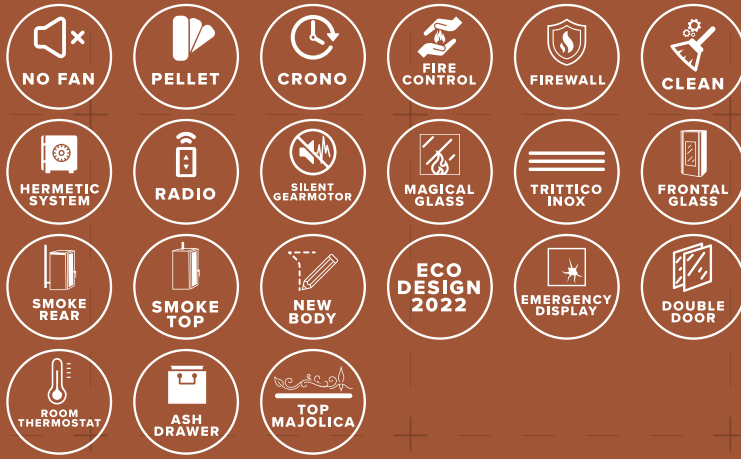 NO FAN
PELLET
CRONO
FIRE
CONTROL
FIREWALL
CLEAN
HERMETIC
SYSTEM
RADIO
SILENT
GEARMOTOR
MAGICAL
GLASS
TRITTICO
INOX
FRONTAL
GLASS
SMOKE
REAR
SMOKE
TOP
NEW
BODY
ECO
DESIGN
2022
EMERGENCY
DISPLAY
DOUBLE
DOOR
ROOM
THERMOSTAT
ASH
DRAWER
TOP
MAJOLICA